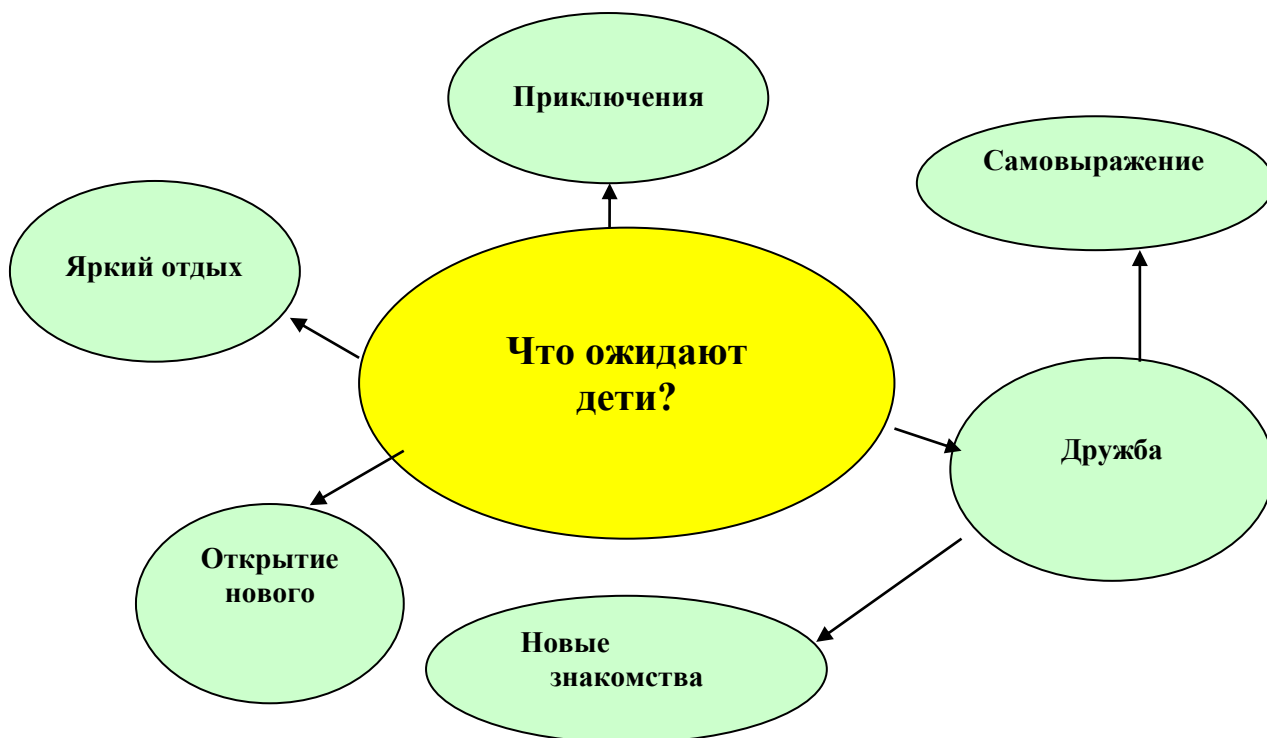 Приключения
Самовыражение
Яркий отдых
Что ожидают
дети?
Дружба
Открытие
нового
Новые
знакомства